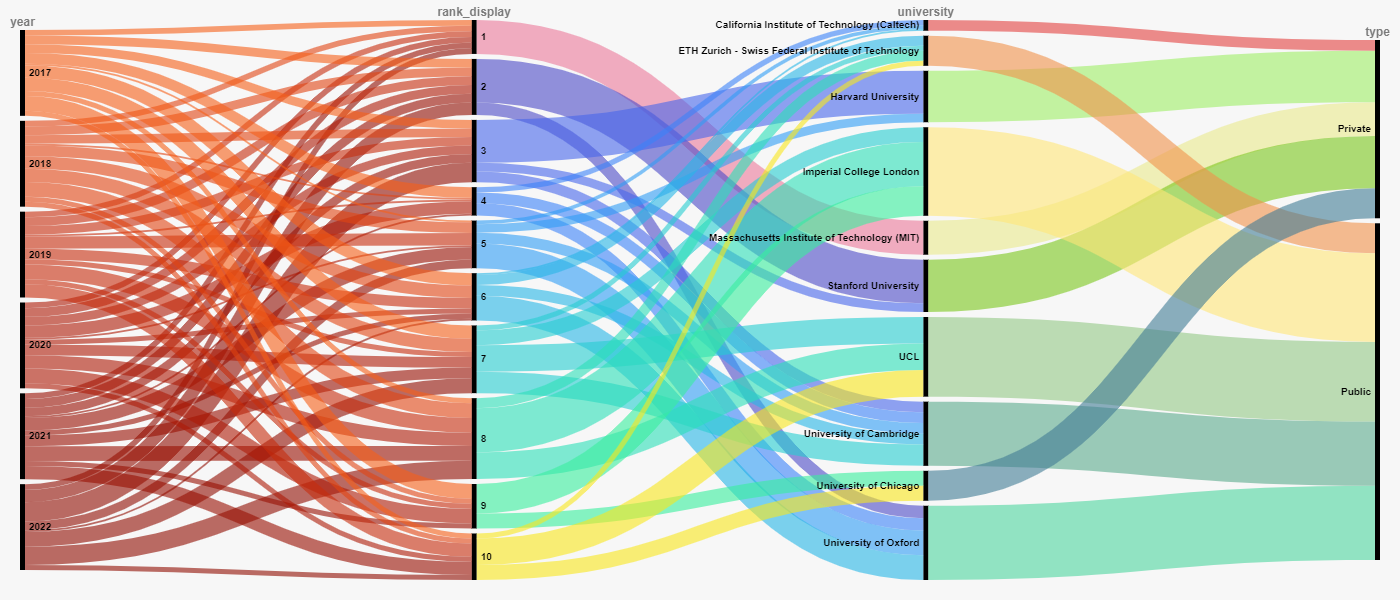 year
rank_display
university
type
2017
2018
2019
2020
2021
2022
1
2
3
4
5
6
7
8
9
10
California Institute of Technology (Caltech)
ETH Zurich - Swiss Federal Institute of Technology
Harvard University
Imperial College London
Massachusetts Institute of Technology (MIT)
Stanford University
UCL
University of Cambridge
University of Chicago
University of Oxford
Private
Public